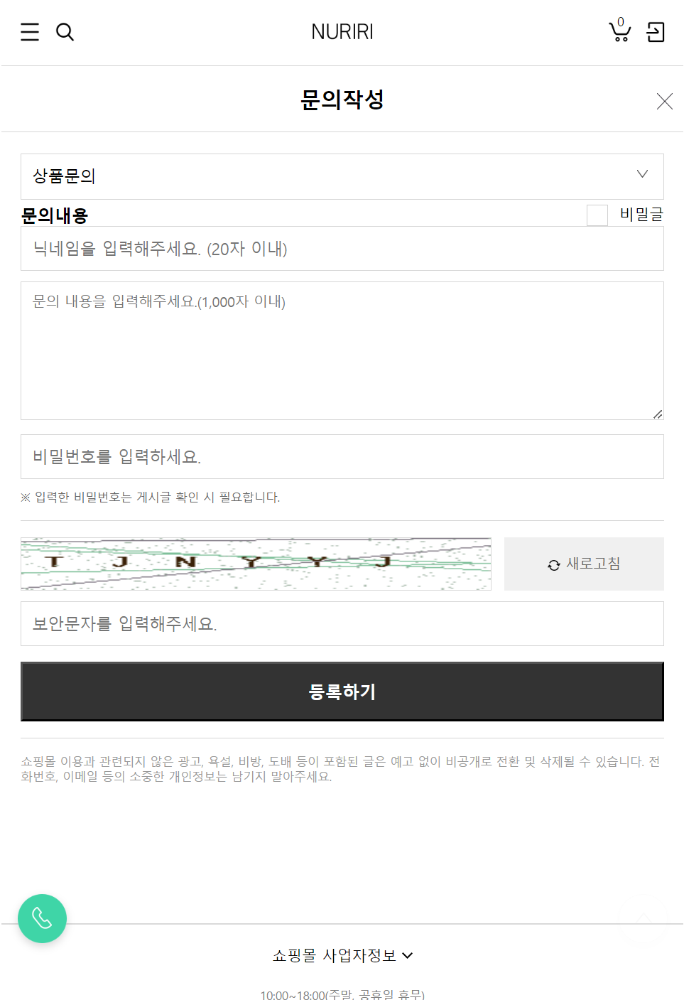 NURIRI
0
문의작성
상품문의
문의내용
비밀글
닉네임을 입력해주세요. (20자 이내)
문의 내용을 입력해주세요.(1,000자 이내)
비밀번호를 입력하세요.
※ 입력한 비밀번호는 게시글 확인 시 필요합니다.
T J N Y Y J
새로고침
보안문자를 입력해주세요.
등록하기
쇼핑몰 이용과 관련되지 않은 광고, 욕설, 비방, 도배 등이 포함된 글은 예고 없이 비공개로 전환 및 삭제될 수 있습니다. 전
화번호, 이메일 등의 소중한 개인정보는 남기지 말아주세요.
쇼핑몰 사업자정보
10:00~18:00(주말, 공휴일 휴무)